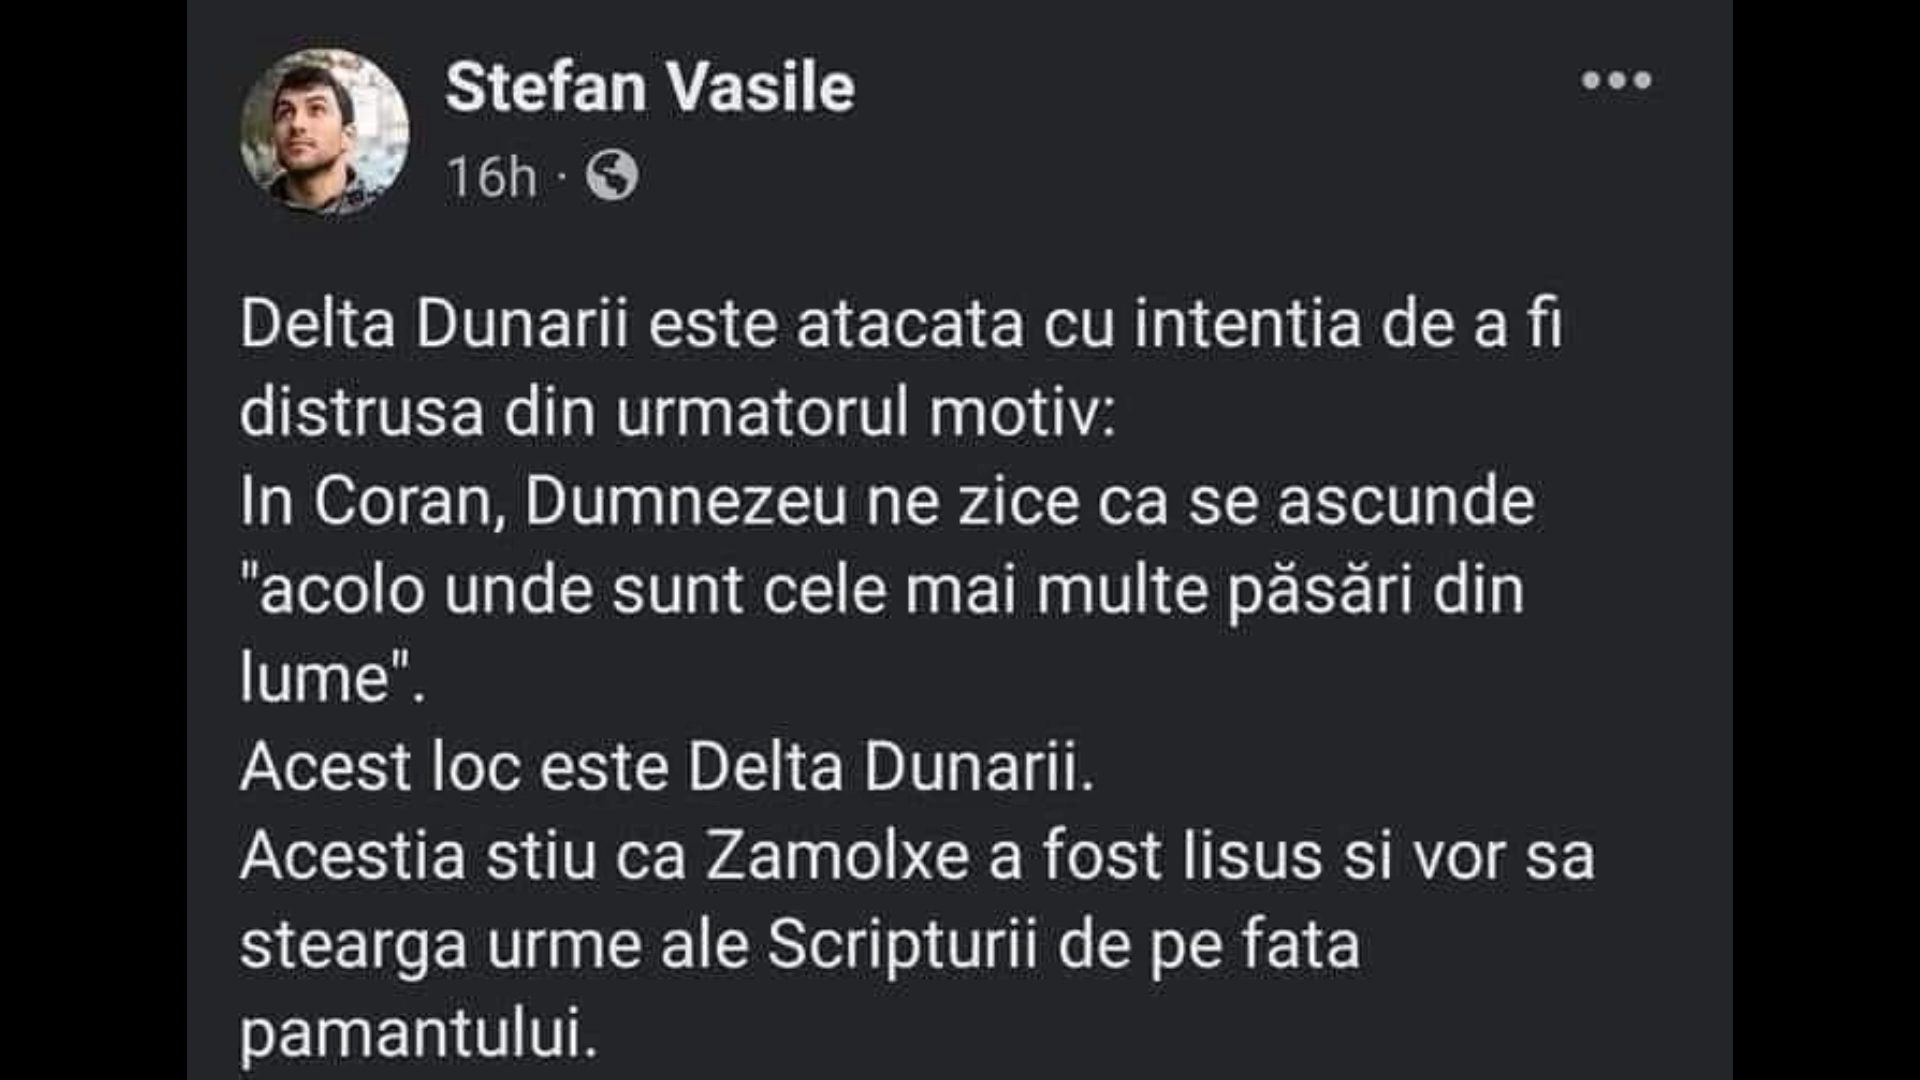 Stefan Vasile
16h ·
Delta Dunarii este atacata cu intentia de a fi
distrusa din urmatorul motiv:
In Coran, Dumnezeu ne zice ca se ascunde
"acolo unde sunt cele mai multe păsări din
lume".
Acest loc este Delta Dunarii.
Acestia stiu ca Zamolxe a fost Iisus si vor sa
stearga urme ale Scripturii de pe fata
pamantului.